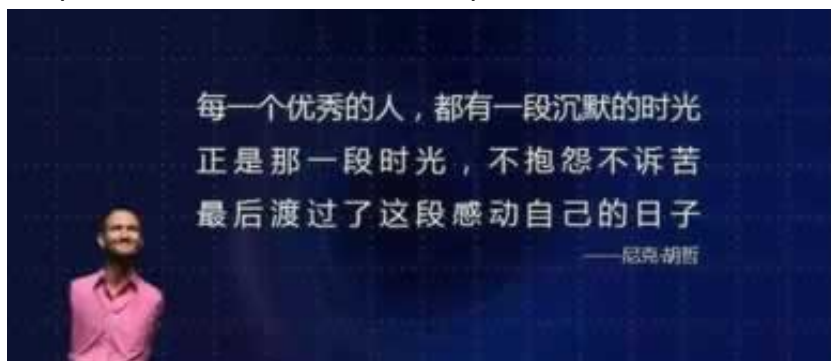 每一个优秀的人，都有一段沉默的时光
正是那一段时光，不抱怨不诉苦
最后渡过了这段感动自己的日子
——尼克·胡哲